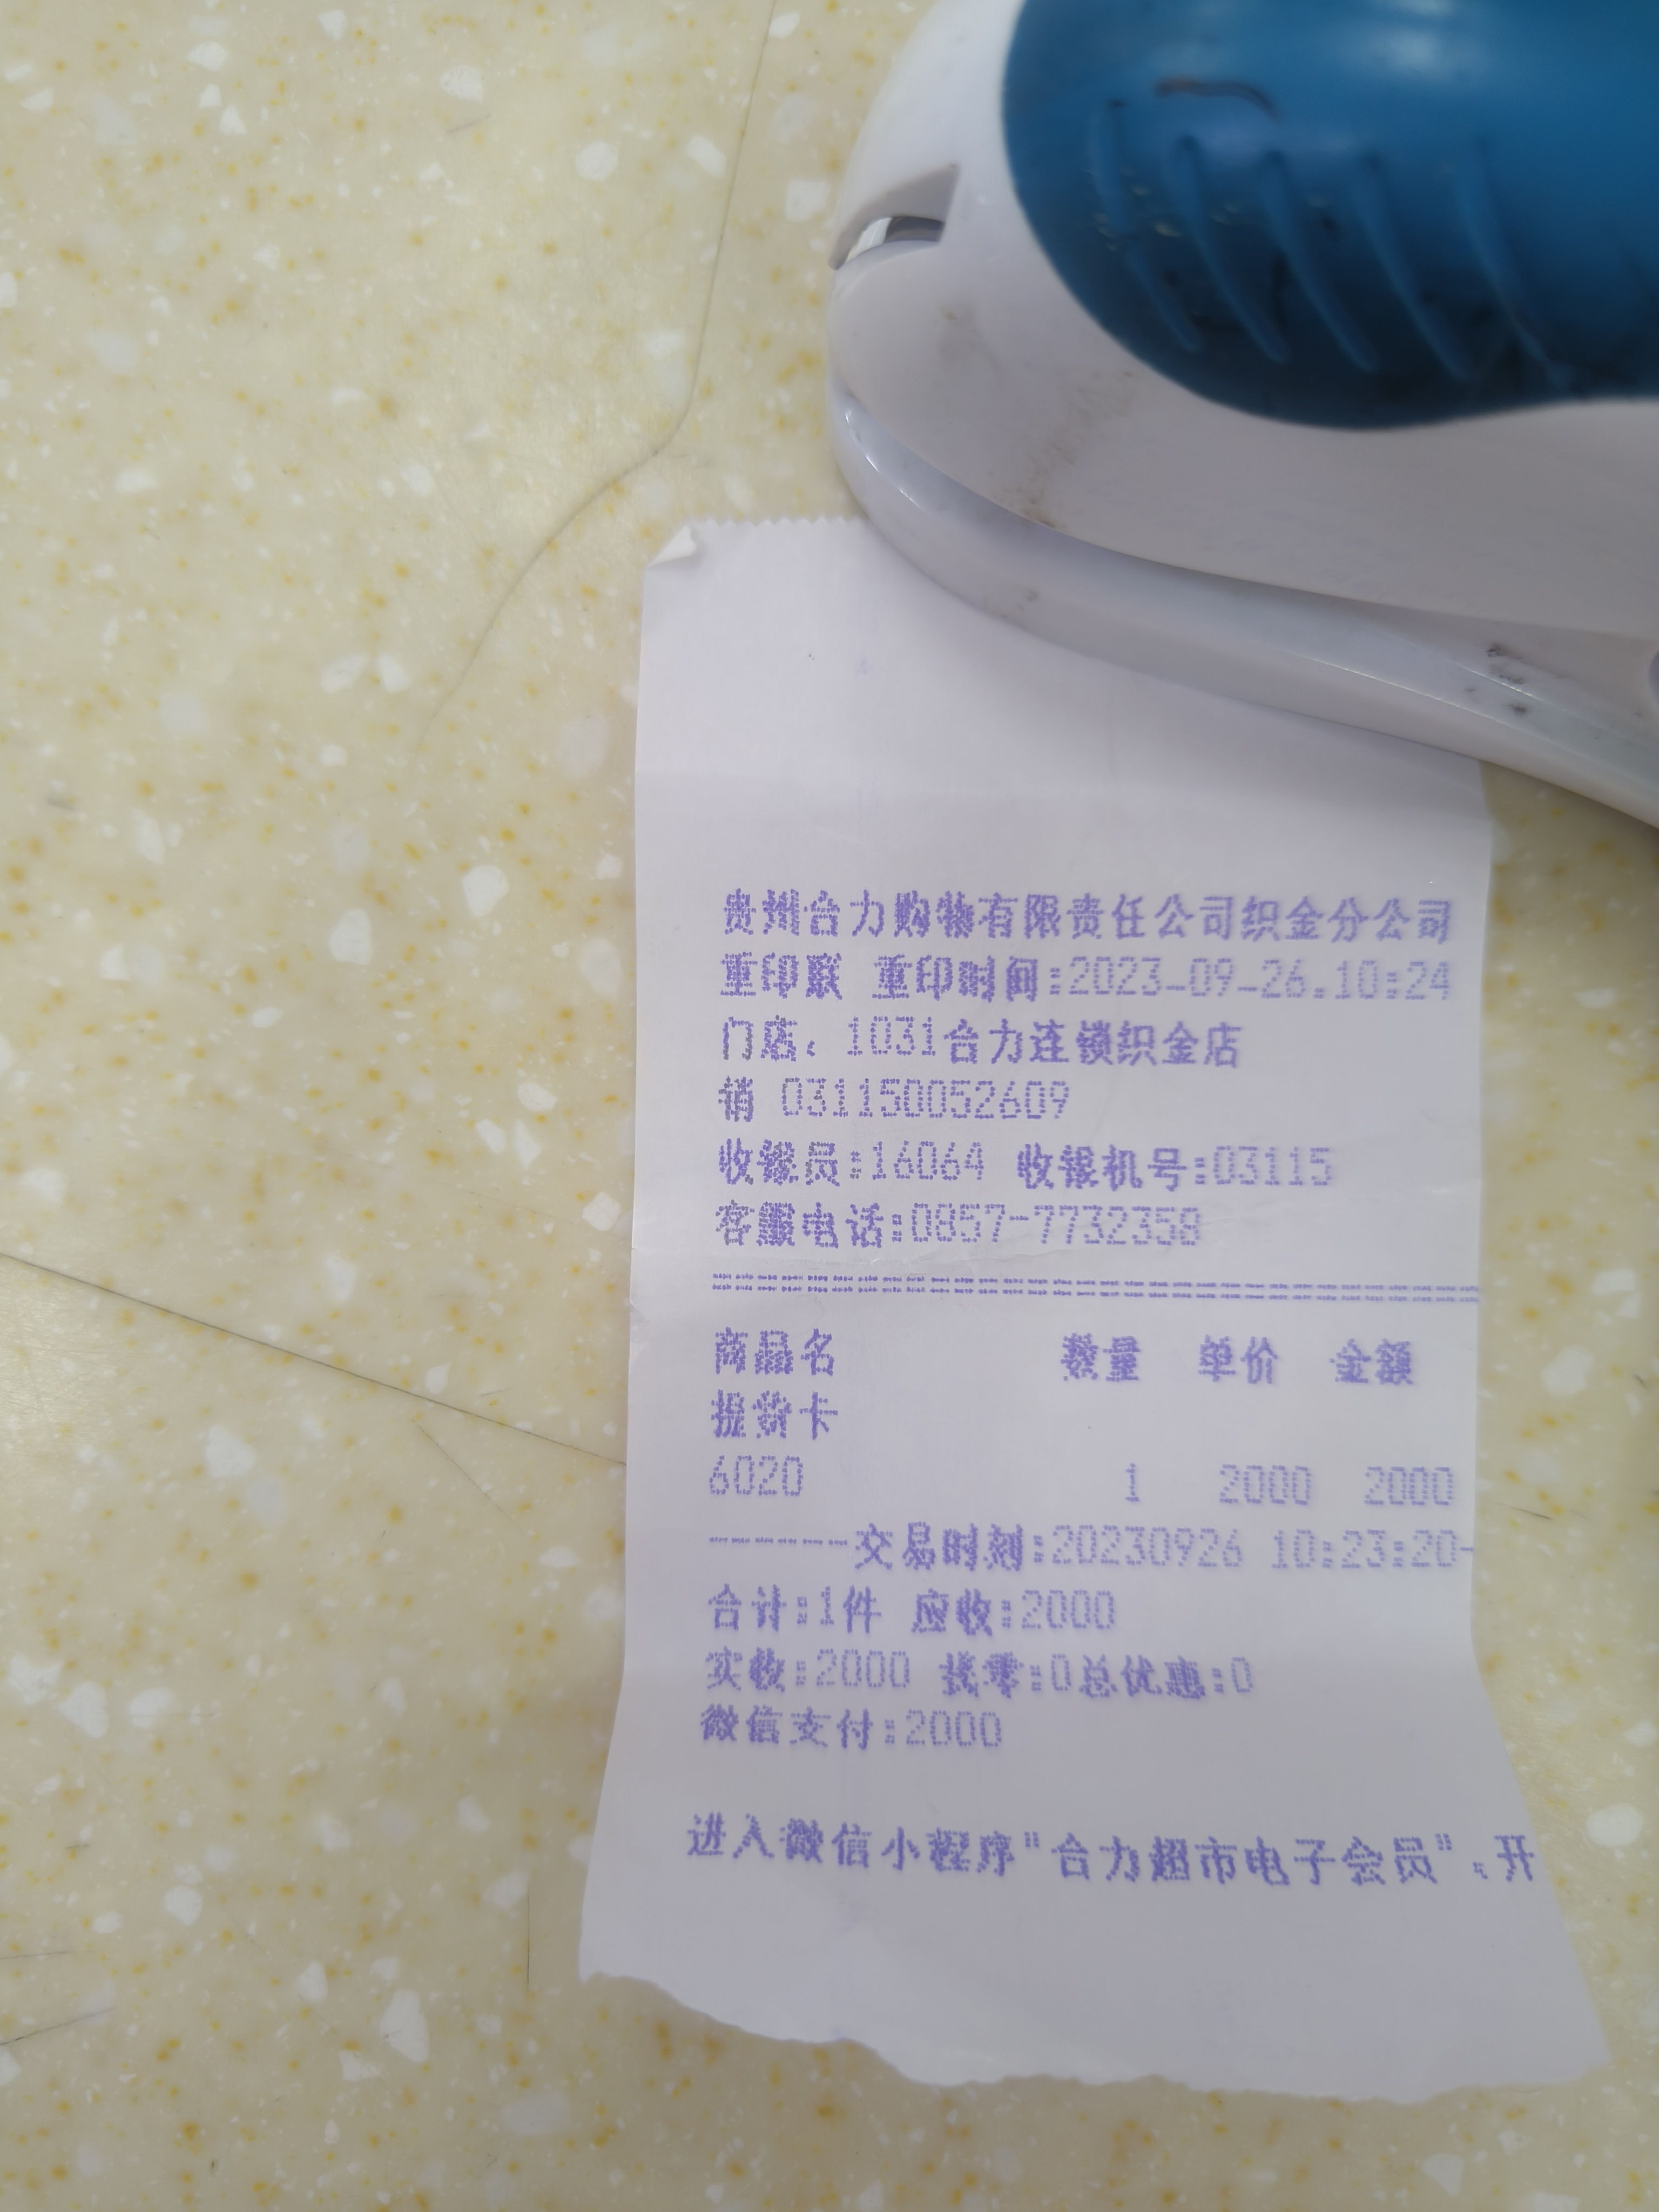 贵州合力购物有限责任公司织金分公司
重印联 重印时间:2023-09-26.10:24
门店、1031合力连锁织金店
销 031150052609
收银员:16064 收银机号:03115
客服电话:0857-7732358
商品名 数量 单价 金额
提货卡
6020 1 2000 2000
-------交易时刻:20230926 10:23:20-
合计:1件 应收:2000
实收:2000 找零:0总优惠:0
微信支付:2000
进入微信小程序"合力超市电子会员"，开